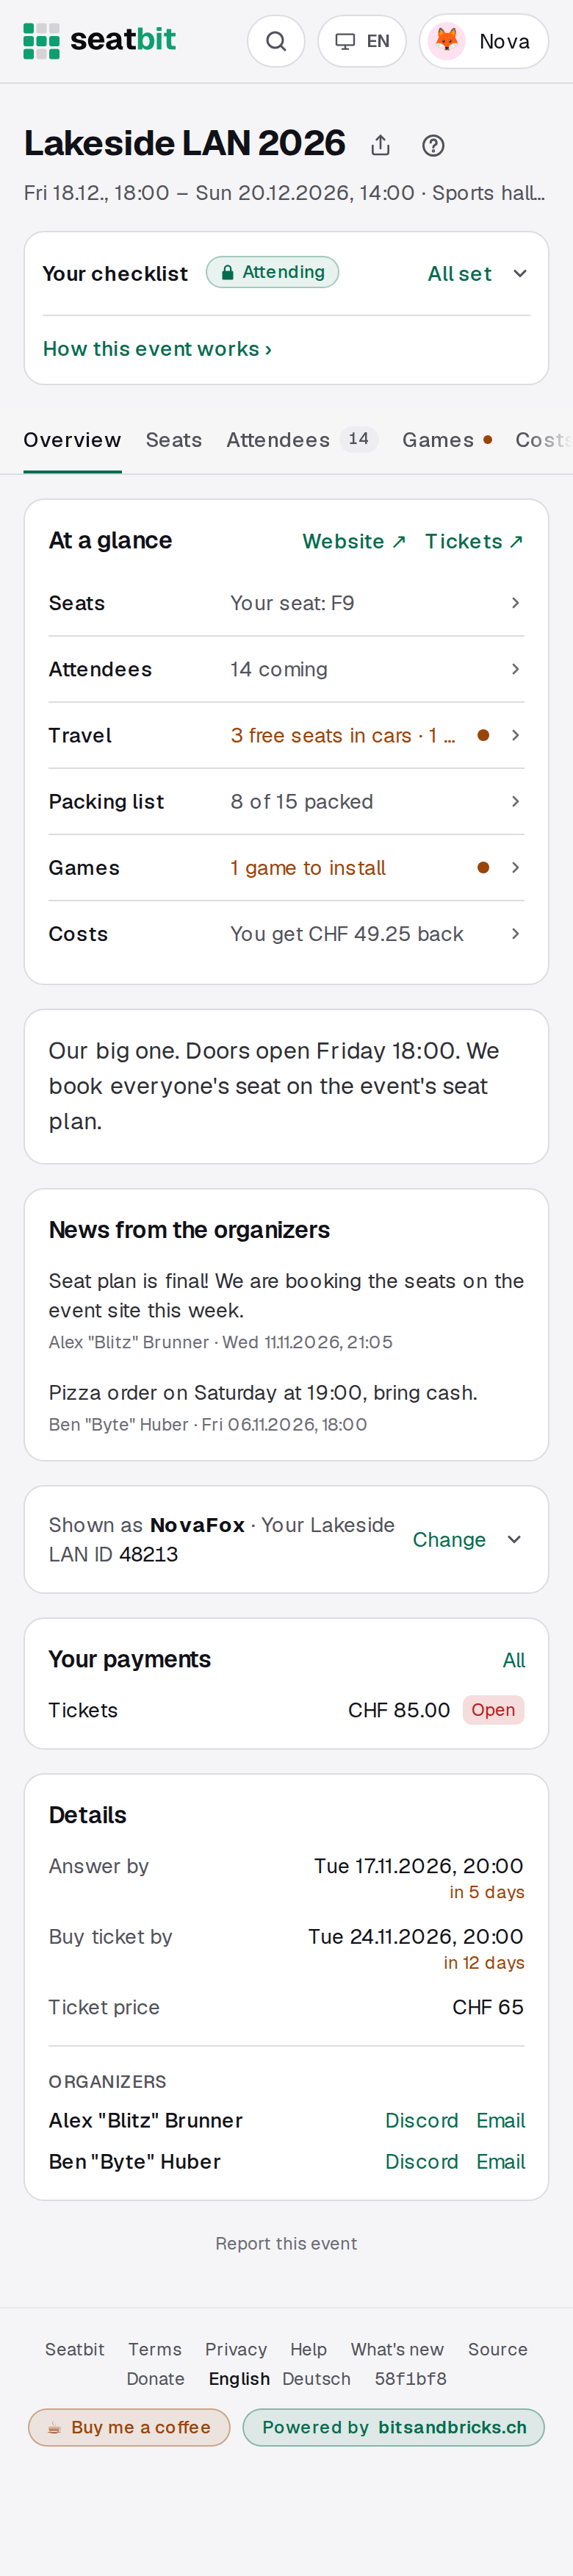 seatbit
EN
Nova
Lakeside LAN 2026
Fri 18.12., 18:00 – Sun 20.12.2026, 14:00 · Sports hall...
Your checklist Attending All set
How this event works ›
Overview Seats Attendees 14 Games Costs
At a glance Website ↗ Tickets ↗
Seats Your seat: F9
Attendees 14 coming
Travel 3 free seats in cars · 1 ...
Packing list 8 of 15 packed
Games 1 game to install
Costs You get CHF 49.25 back
Our big one. Doors open Friday 18:00. We
book everyone's seat on the event's seat
plan.
News from the organizers
Seat plan is final! We are booking the seats on the
event site this week.
Alex "Blitz" Brunner · Wed 11.11.2026, 21:05
Pizza order on Saturday at 19:00, bring cash.
Ben "Byte" Huber · Fri 06.11.2026, 18:00
Shown as NovaFox · Your Lakeside
LAN ID 48213
Change
Your payments All
Tickets CHF 85.00 Open
Details
Answer by Tue 17.11.2026, 20:00
in 5 days
Buy ticket by Tue 24.11.2026, 20:00
in 12 days
Ticket price CHF 65
ORGANIZERS
Alex "Blitz" Brunner Discord Email
Ben "Byte" Huber Discord Email
Report this event
Seatbit Terms Privacy Help What's new Source
Donate English Deutsch 58f1bf8
Buy me a coffee Powered by bitsandbricks.ch